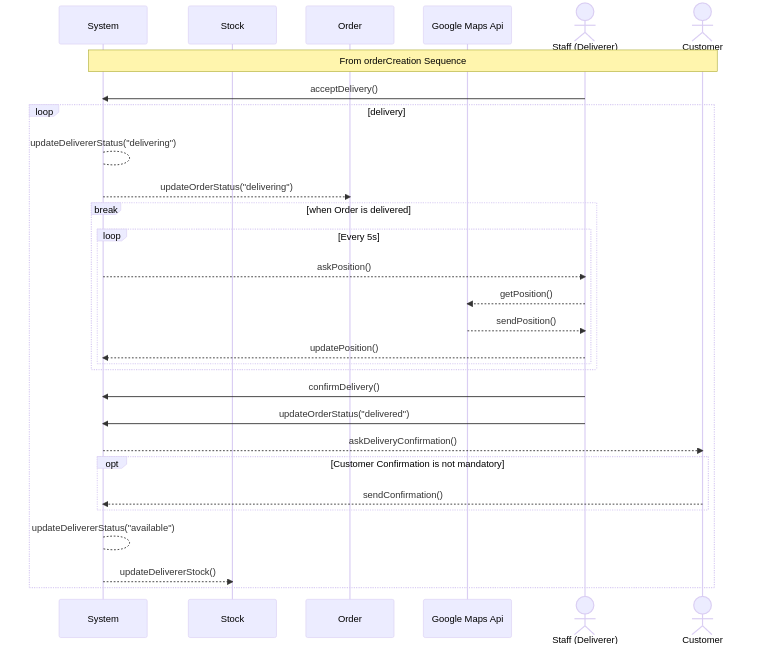 System
Stock
Order
Google Maps Api
Staff (Deliverer)
Customer
From orderCreation Sequence
acceptDelivery()
loop
[delivery]
updateDelivererStatus("delivering")
updateOrderStatus("delivering")
break
[when Order is delivered]
loop
[Every 5s]
askPosition()
getPosition()
sendPosition()
updatePosition()
confirmDelivery()
updateOrderStatus("delivered")
askDeliveryConfirmation()
opt
[Customer Confirmation is not mandatory]
sendConfirmation()
updateDelivererStatus("available")
updateDelivererStock()
System
Stock
Order
Google Maps Api
Staff (Deliverer)
Customer